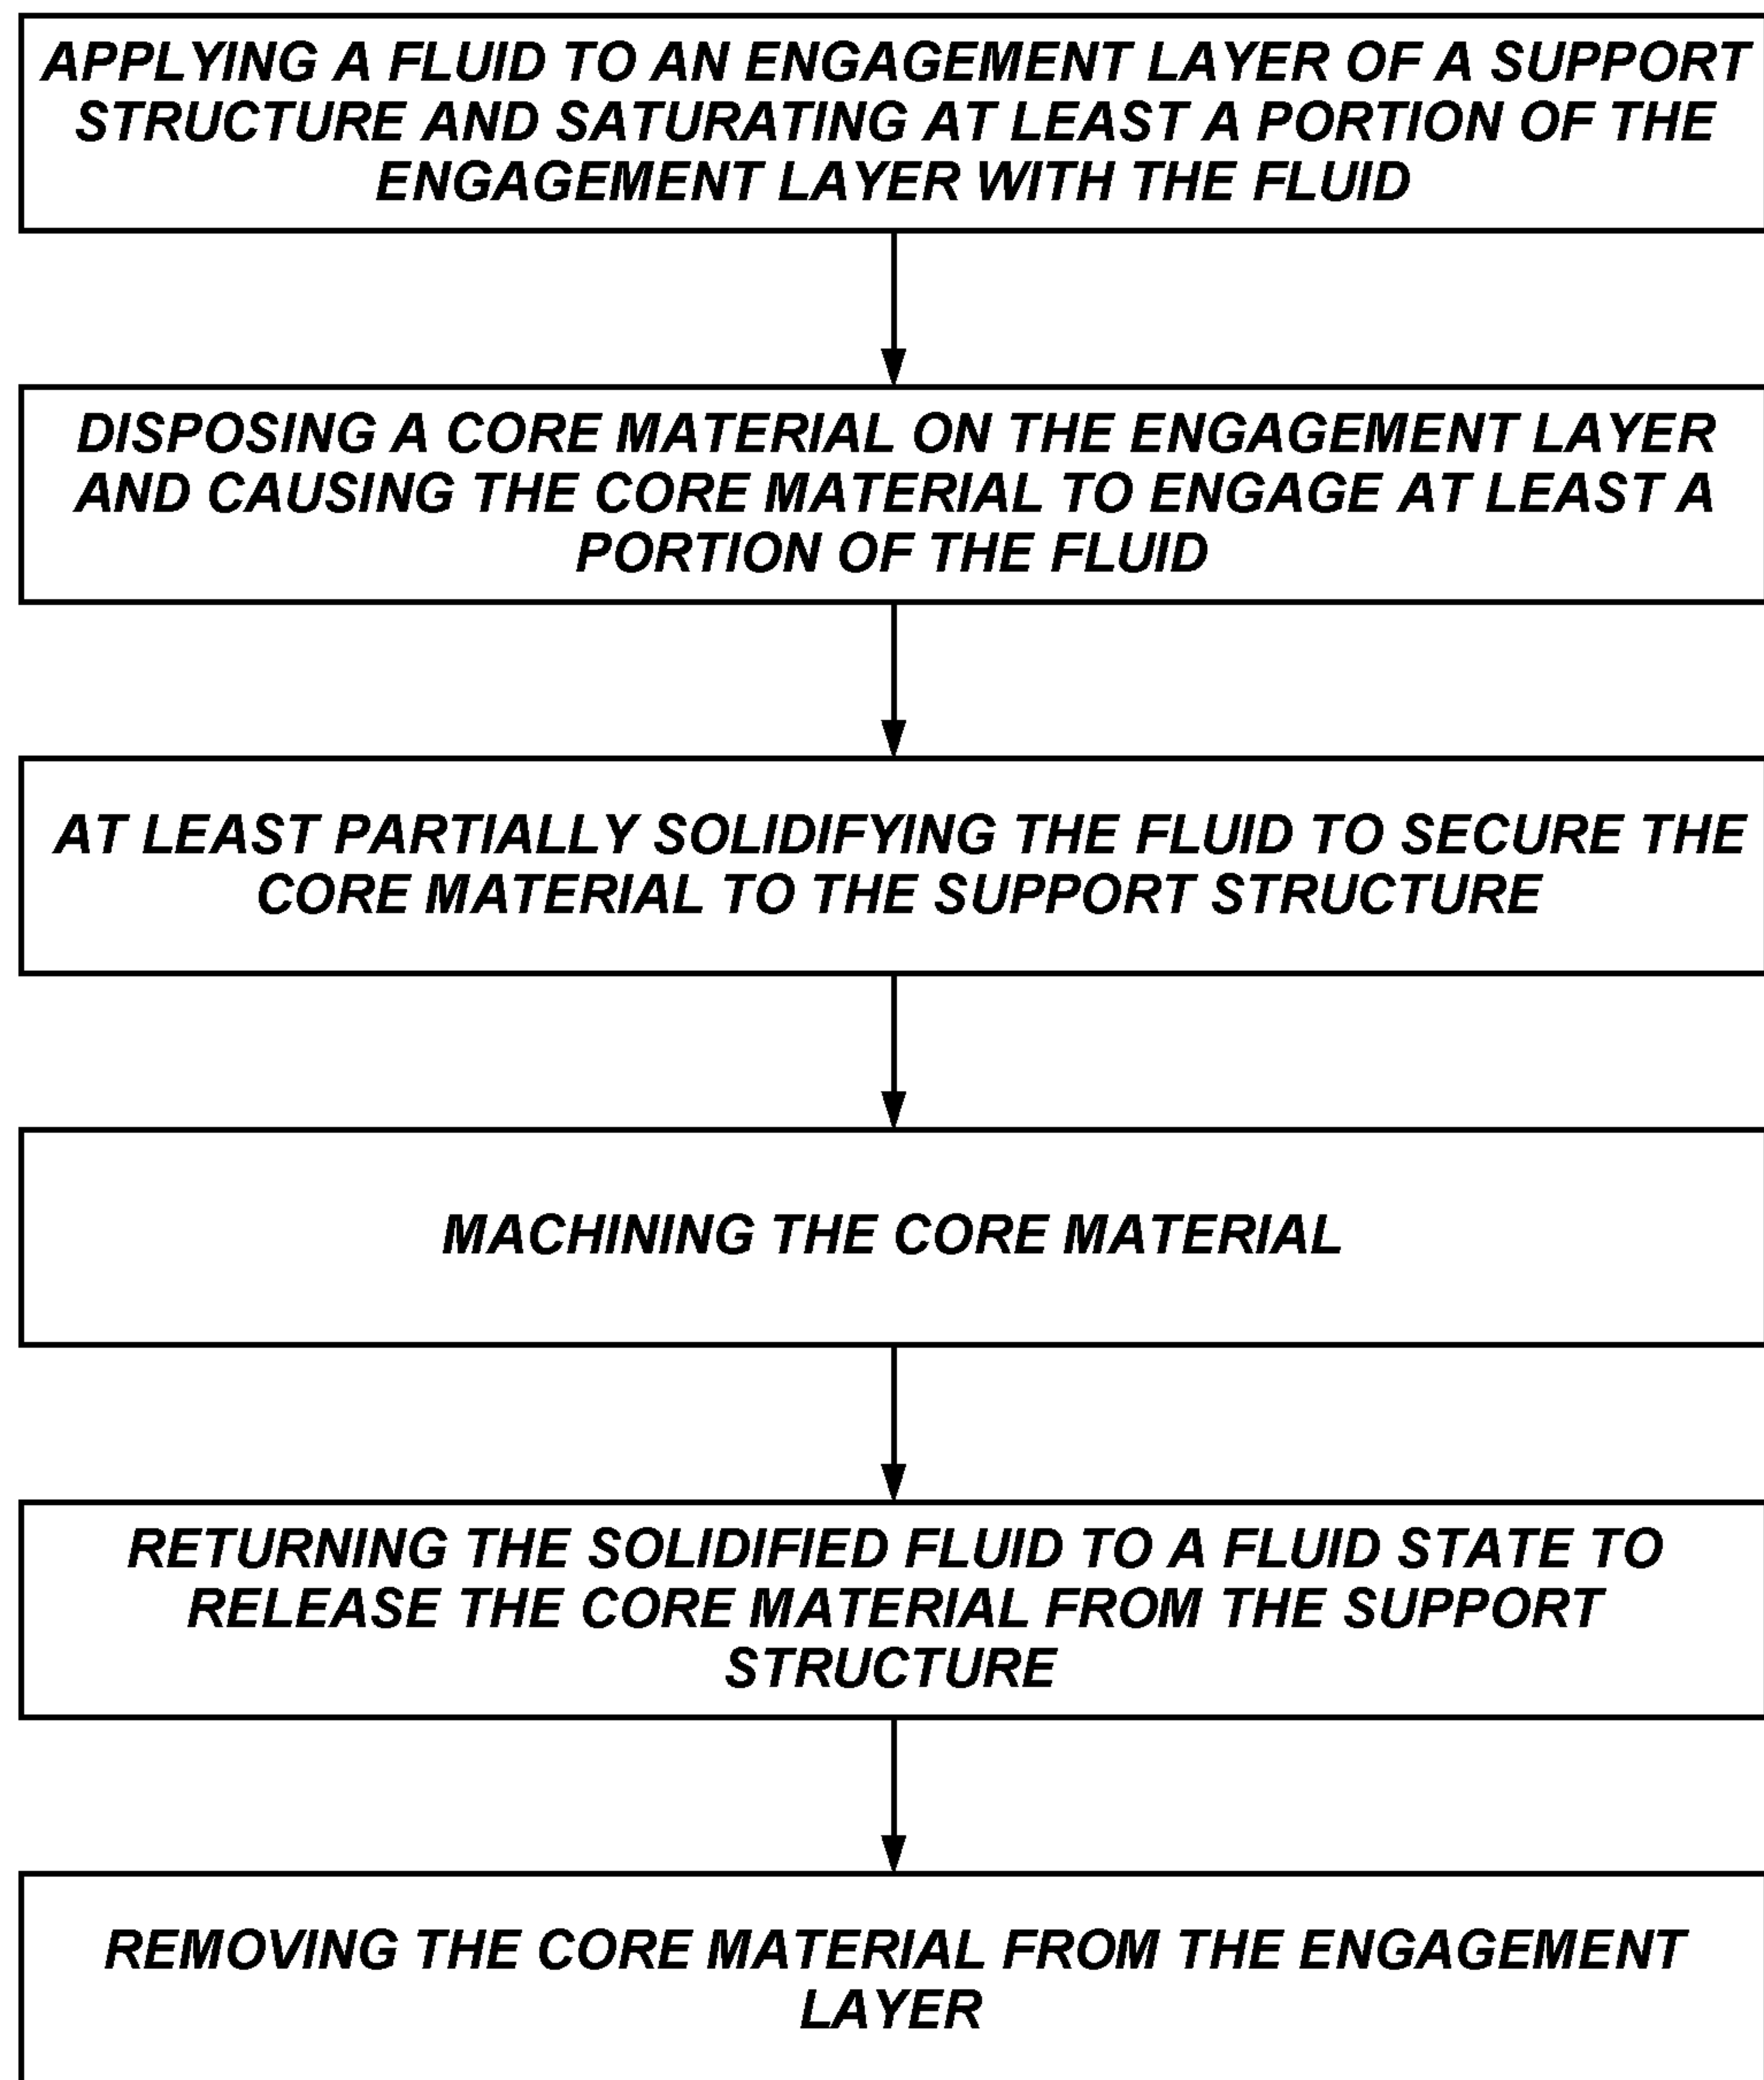 APPLYING A FLUID TO AN ENGAGEMENT LAYER OF A SUPPORT
STRUCTURE AND SATURATING AT LEAST A PORTION OF THE
ENGAGEMENT LAYER WITH THE FLUID
DISPOSING A CORE MATERIAL ON THE ENGAGEMENT LAYER
AND CAUSING THE CORE MATERIAL TO ENGAGE AT LEAST A
PORTION OF THE FLUID
AT LEAST PARTIALLY SOLIDIFYING THE FLUID TO SECURE THE
CORE MATERIAL TO THE SUPPORT STRUCTURE
MACHINING THE CORE MATERIAL
RETURNING THE SOLIDIFIED FLUID TO A FLUID STATE TO
RELEASE THE CORE MATERIAL FROM THE SUPPORT
STRUCTURE
REMOVING THE CORE MATERIAL FROM THE ENGAGEMENT
LAYER